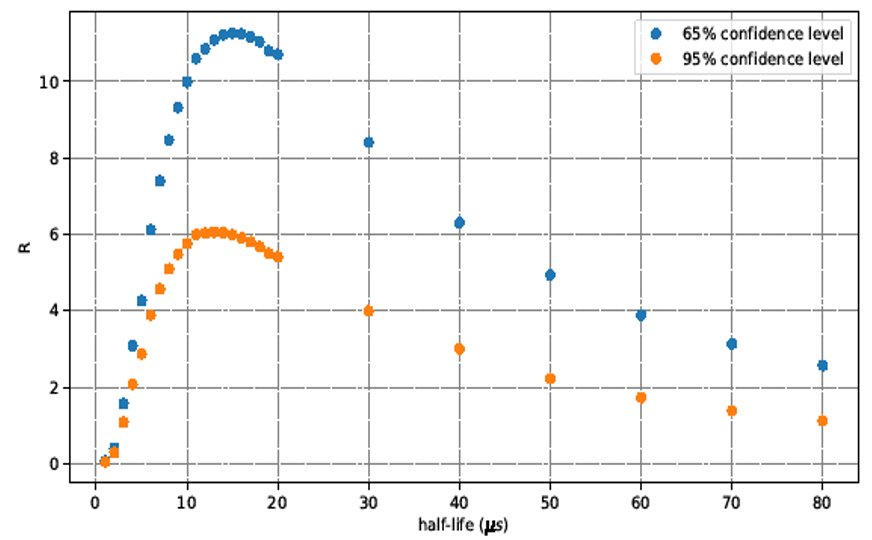 65% confidence level
95% confidence level
R
10
8
6
4
2
0
0 10 20 30 40 50 60 70 80
half-life (μs)